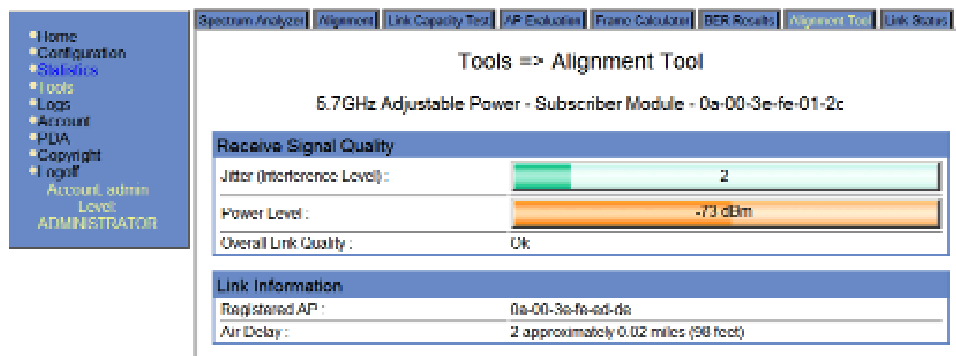 Spectrum Analyzer Alignment Link Capacity Test AP Evaluation Frame Calculator BER Results Alignment Tool Link Status
Home
Configuration
Statistics
Tools
Logs
Account
PDA
Copyright
Logoff
Account: admin
Level:
ADMINISTRATOR
Tools => Alignment Tool
5.7GHz Adjustable Power - Subscriber Module - 0a-00-3e-fe-01-2c
Receive Signal Quality
Jitter (Interference Level) : 2
Power Level : -73 dBm
Overall Link Quality : Ok
Link Information
Registered AP : 0a-00-3e-fe-ed-de
Air Delay : 2 approximately 0.02 miles (98 feet)